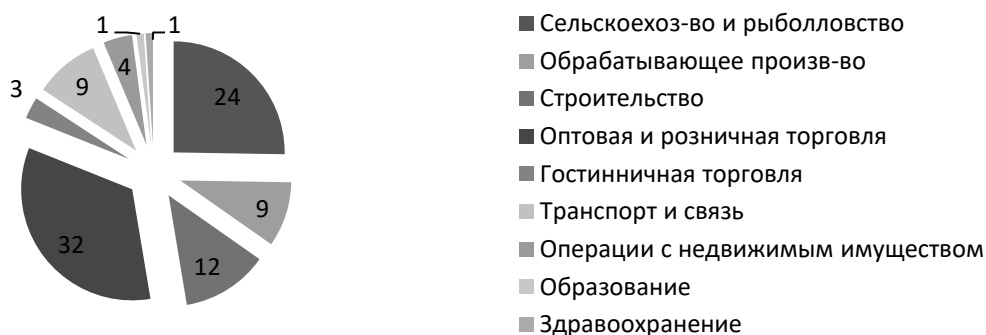 1
1
3
9
4
24
9
12
32
Сельскоехоз-во и рыболловство
Обрабатывающее произв-во
Строительство
Оптовая и розничная торговля
Гостинничная торговля
Транспорт и связь
Операции с недвижимым имуществом
Образование
Здравоохранение